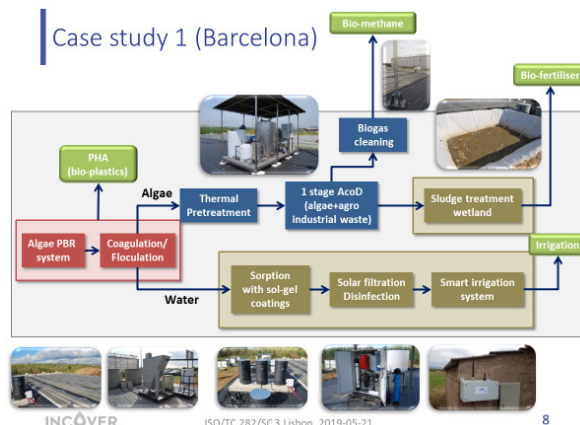 Case study 1 (Barcelona)
Bio-methane
Bio-fertiliser
Biogas
cleaning
PHA
(bio-plastics)
Algae
Thermal
Pretreatment
1 stage AcoD
(algae+agro
industrial waste)
Sludge treatment
wetland
Algae PBR
system
Coagulation/
Floculation
Irrigation
Water
Sorption
with sol-gel
coatings
Solar filtration
Disinfection
Smart irrigation
system
INCOVER
ISO/TC 282/SC 3 Lisbon, 2019-05-21
8